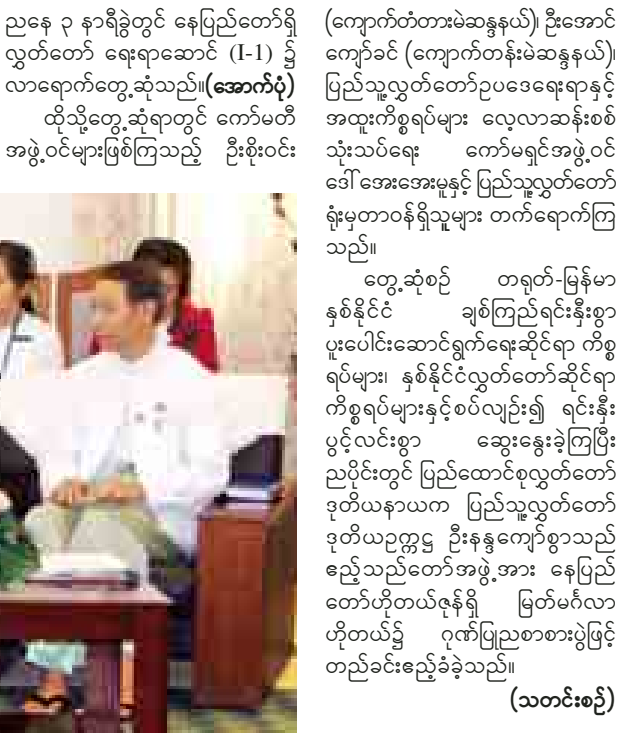 ညနေ ၃ နာရီခွဲတွင် နေပြည်တော်ရှိ
လွှတ်တော် ရေးရာဆောင် (I-1) ၌
လာရောက်တွေ့ဆုံသည်။(အောက်ပုံ)
ထိုသို့တွေ့ဆုံရာတွင် ကော်မတီ
အဖွဲ့ဝင်များဖြစ်ကြသည့် ဦးစိုးဝင်း
(ကျောက်တံတားမဲဆန္ဒနယ်)၊ ဦးအောင်
ကျော်ခင် (ကျောက်တန်းမဲဆန္ဒနယ်)၊
ပြည်သူ့လွှတ်တော်ဥပဒေရေးရာနှင့်
အထူးကိစ္စရပ်များ လေ့လာဆန်းစစ်
သုံးသပ်ရေး ကော်မရှင်အဖွဲ့ဝင်
ဒေါ်အေးအေးမူနှင့် ပြည်သူ့လွှတ်တော်
ရုံးမှတာဝန်ရှိသူများ တက်ရောက်ကြ
သည်။
တွေ့ဆုံစဉ် တရုတ်-မြန်မာ
နှစ်နိုင်ငံ ချစ်ကြည်ရင်းနှီးစွာ
ပူးပေါင်းဆောင်ရွက်ရေးဆိုင်ရာ ကိစ္စ
ရပ်များ၊ နှစ်နိုင်ငံလွှတ်တော်ဆိုင်ရာ
ကိစ္စရပ်များနှင့်စပ်လျဉ်း၍ ရင်းနှီး
ပွင့်လင်းစွာ ဆွေးနွေးခဲ့ကြပြီး
ညပိုင်းတွင် ပြည်ထောင်စုလွှတ်တော်
ဒုတိယနာယက ပြည်သူ့လွှတ်တော်
ဒုတိယဥက္ကဋ္ဌ ဦးနန္ဒကျော်စွာသည်
ဧည့်သည်တော်အဖွဲ့အား နေပြည်
တော်ဟိုတယ်ဇုန်ရှိ မြတ်မင်္ဂလာ
ဟိုတယ်၌ ဂုဏ်ပြုညစာစားပွဲဖြင့်
တည်ခင်းဧည့်ခံခဲ့သည်။
(သတင်းစဉ်)